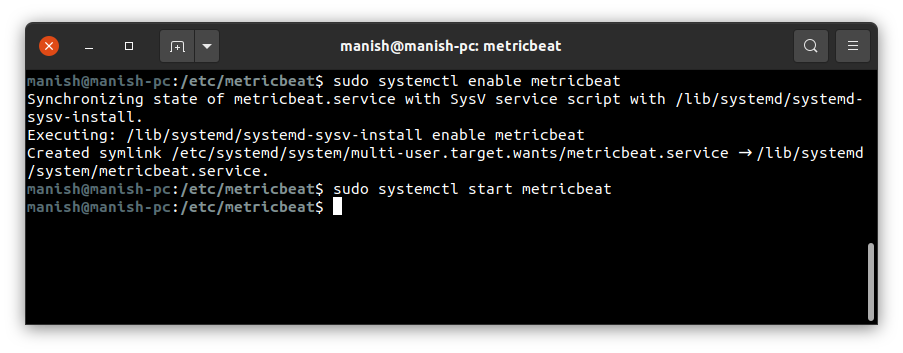 manish@manish-pc: metricbeat
manish@manish-pc:/etc/metricbeat$ sudo systemctl enable metricbeat
Synchronizing state of metricbeat.service with SysV service script with /lib/systemd/systemd-
sysv-install.
Executing: /lib/systemd/systemd-sysv-install enable metricbeat
Created symlink /etc/systemd/system/multi-user.target.wants/metricbeat.service → /lib/systemd
/system/metricbeat.service.
manish@manish-pc:/etc/metricbeat$ sudo systemctl start metricbeat
manish@manish-pc:/etc/metricbeat$